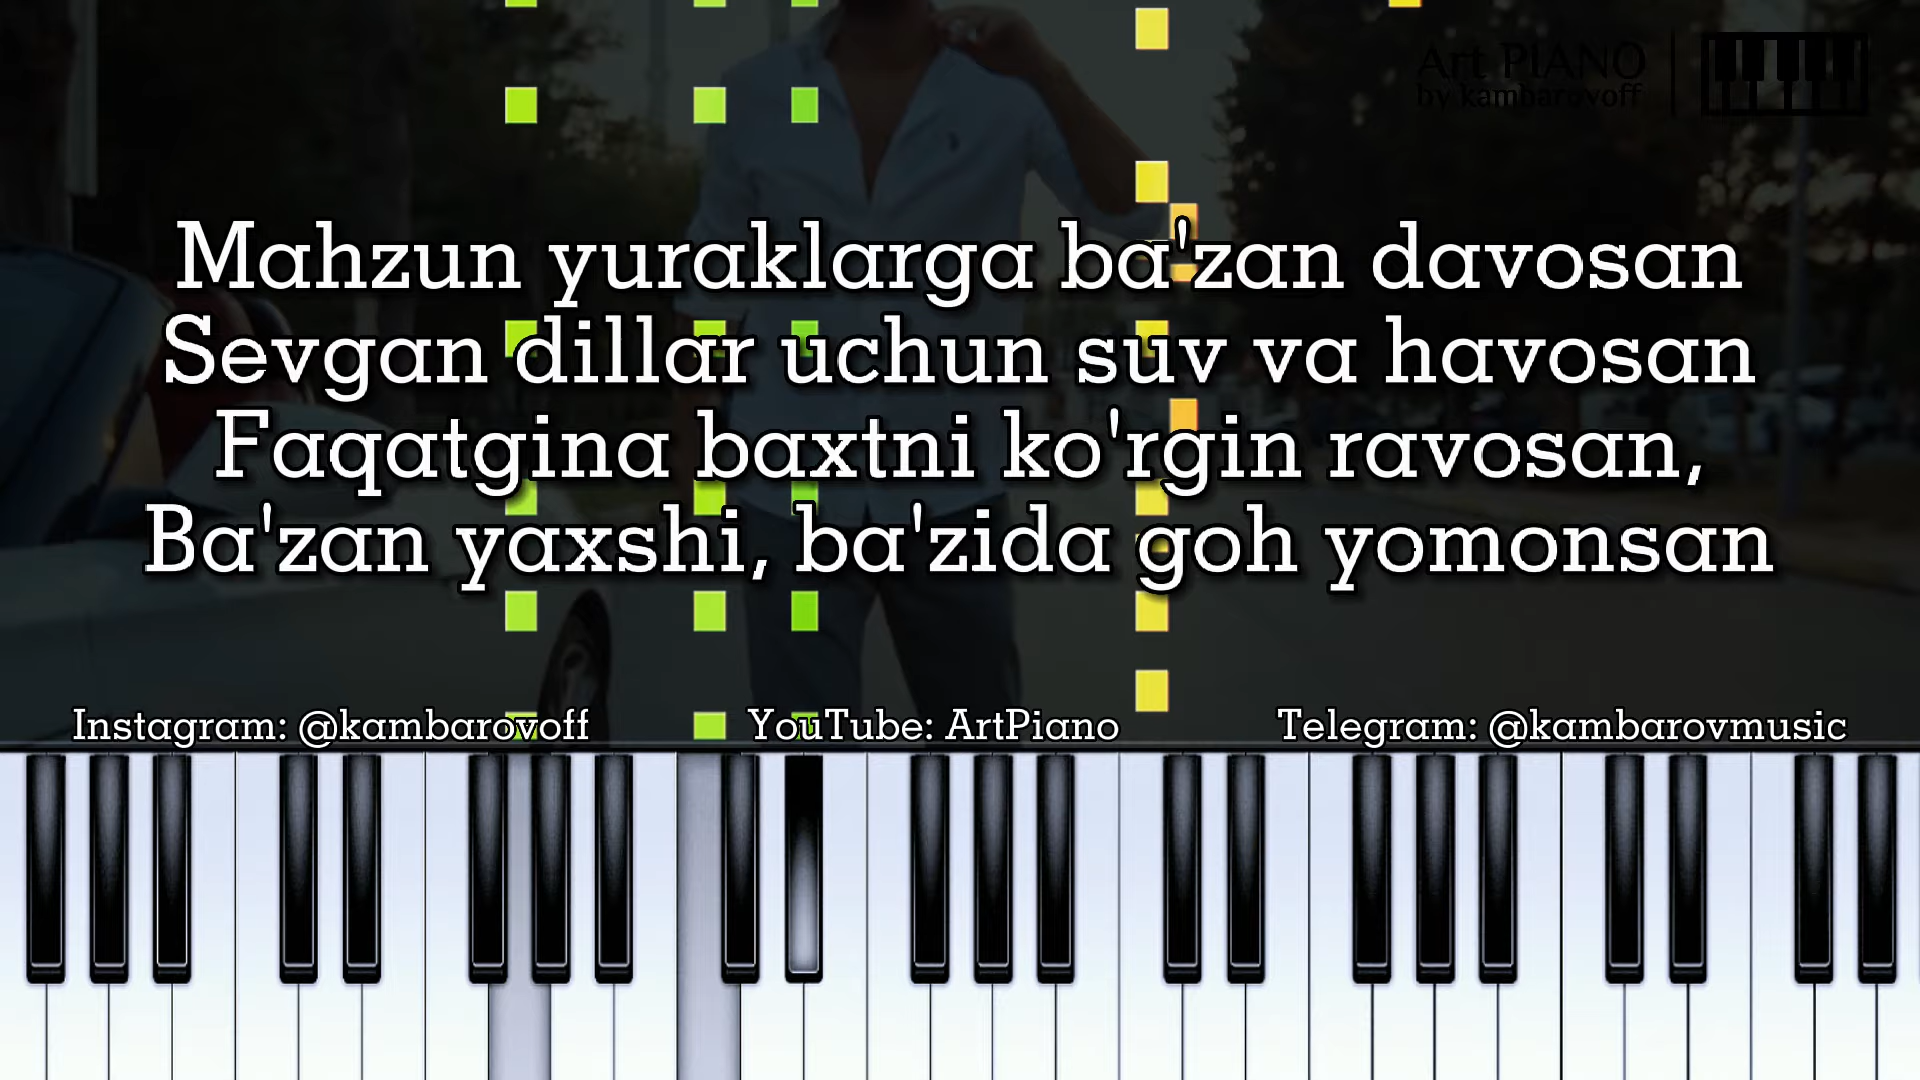 Art PIANO
by kambarovoff
Mahzun yuraklarga ba'zan davosan
Sevgan dillar uchun suv va havosan
Faqatgina baxtni ko'rgin ravosan,
Ba'zan yaxshi, ba'zida goh yomonsan
Instagram: @kambarovoff YouTube: ArtPiano Telegram: @kambarovmusic